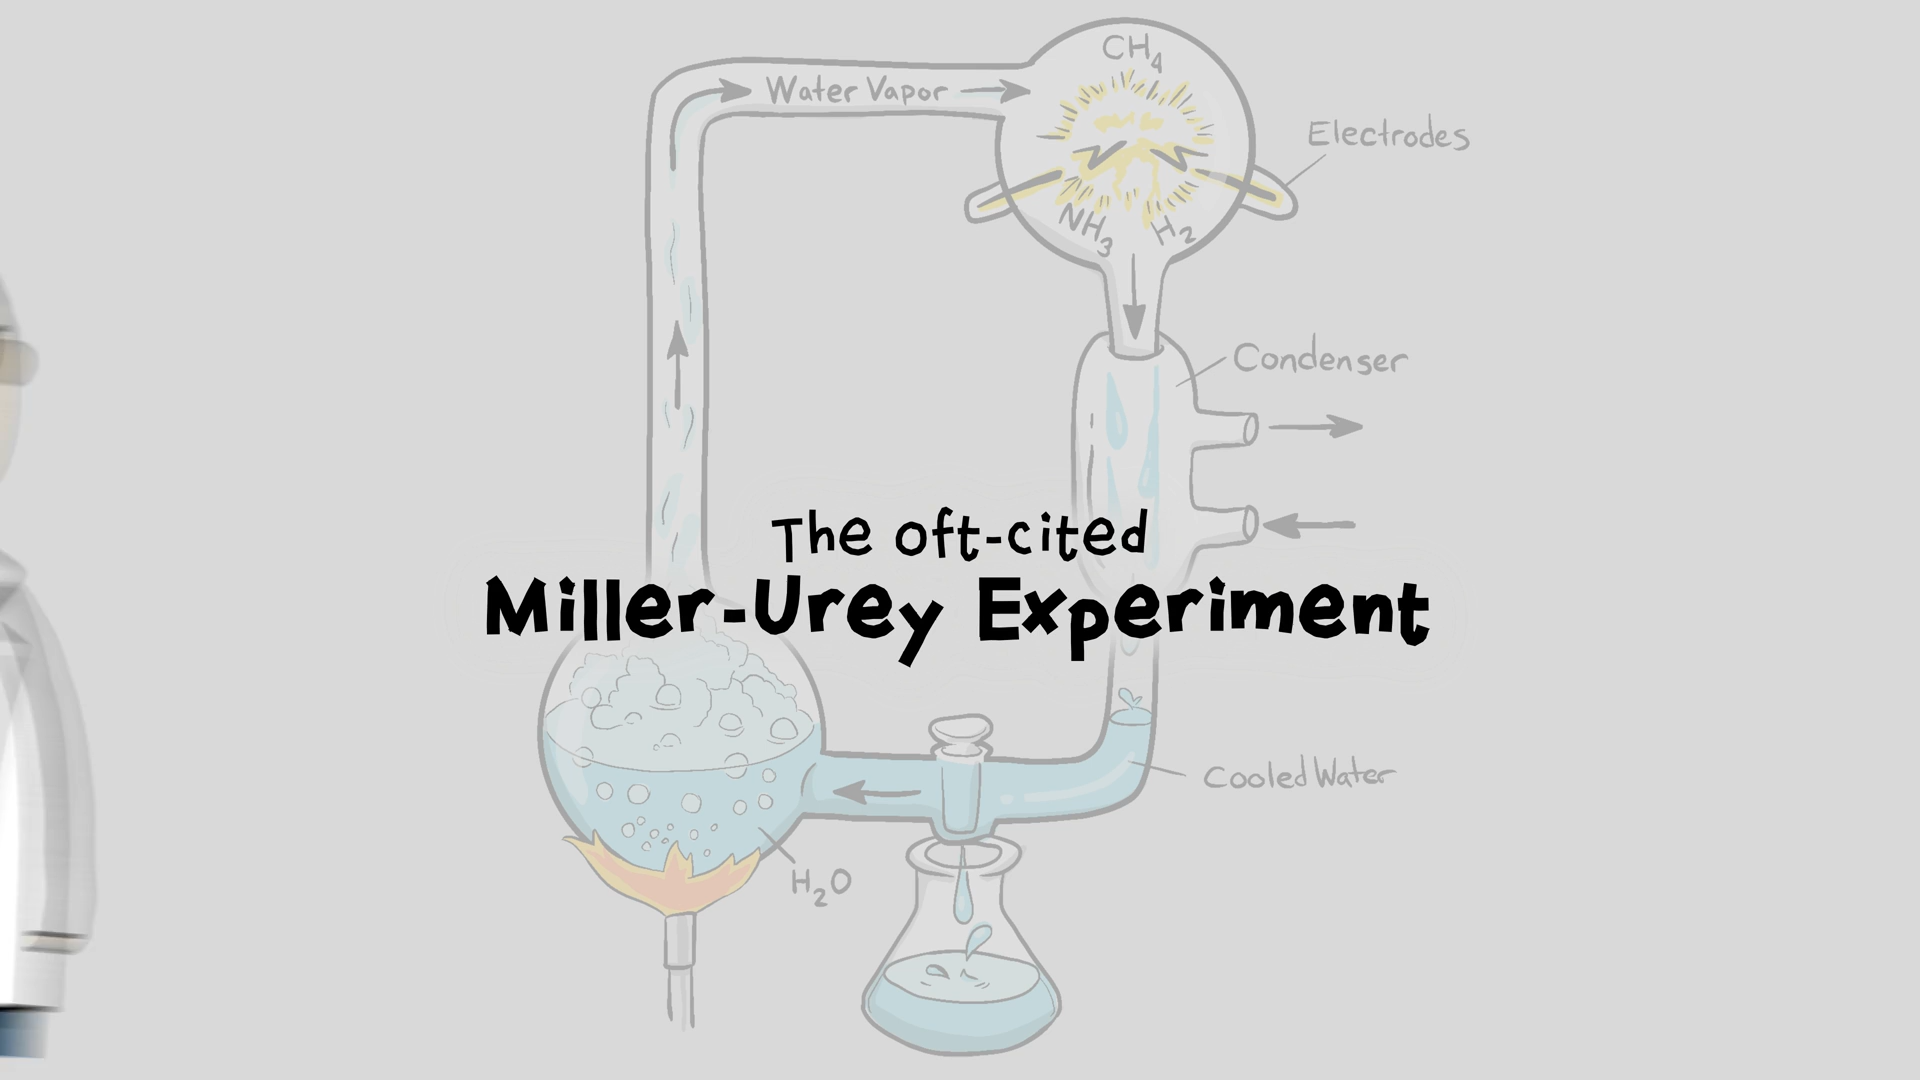 CH₄
Water Vapor
Electrodes
NH₃
H₂
Condenser
The oft-cited
Miller-Urey Experiment
Cooled Water
H₂O